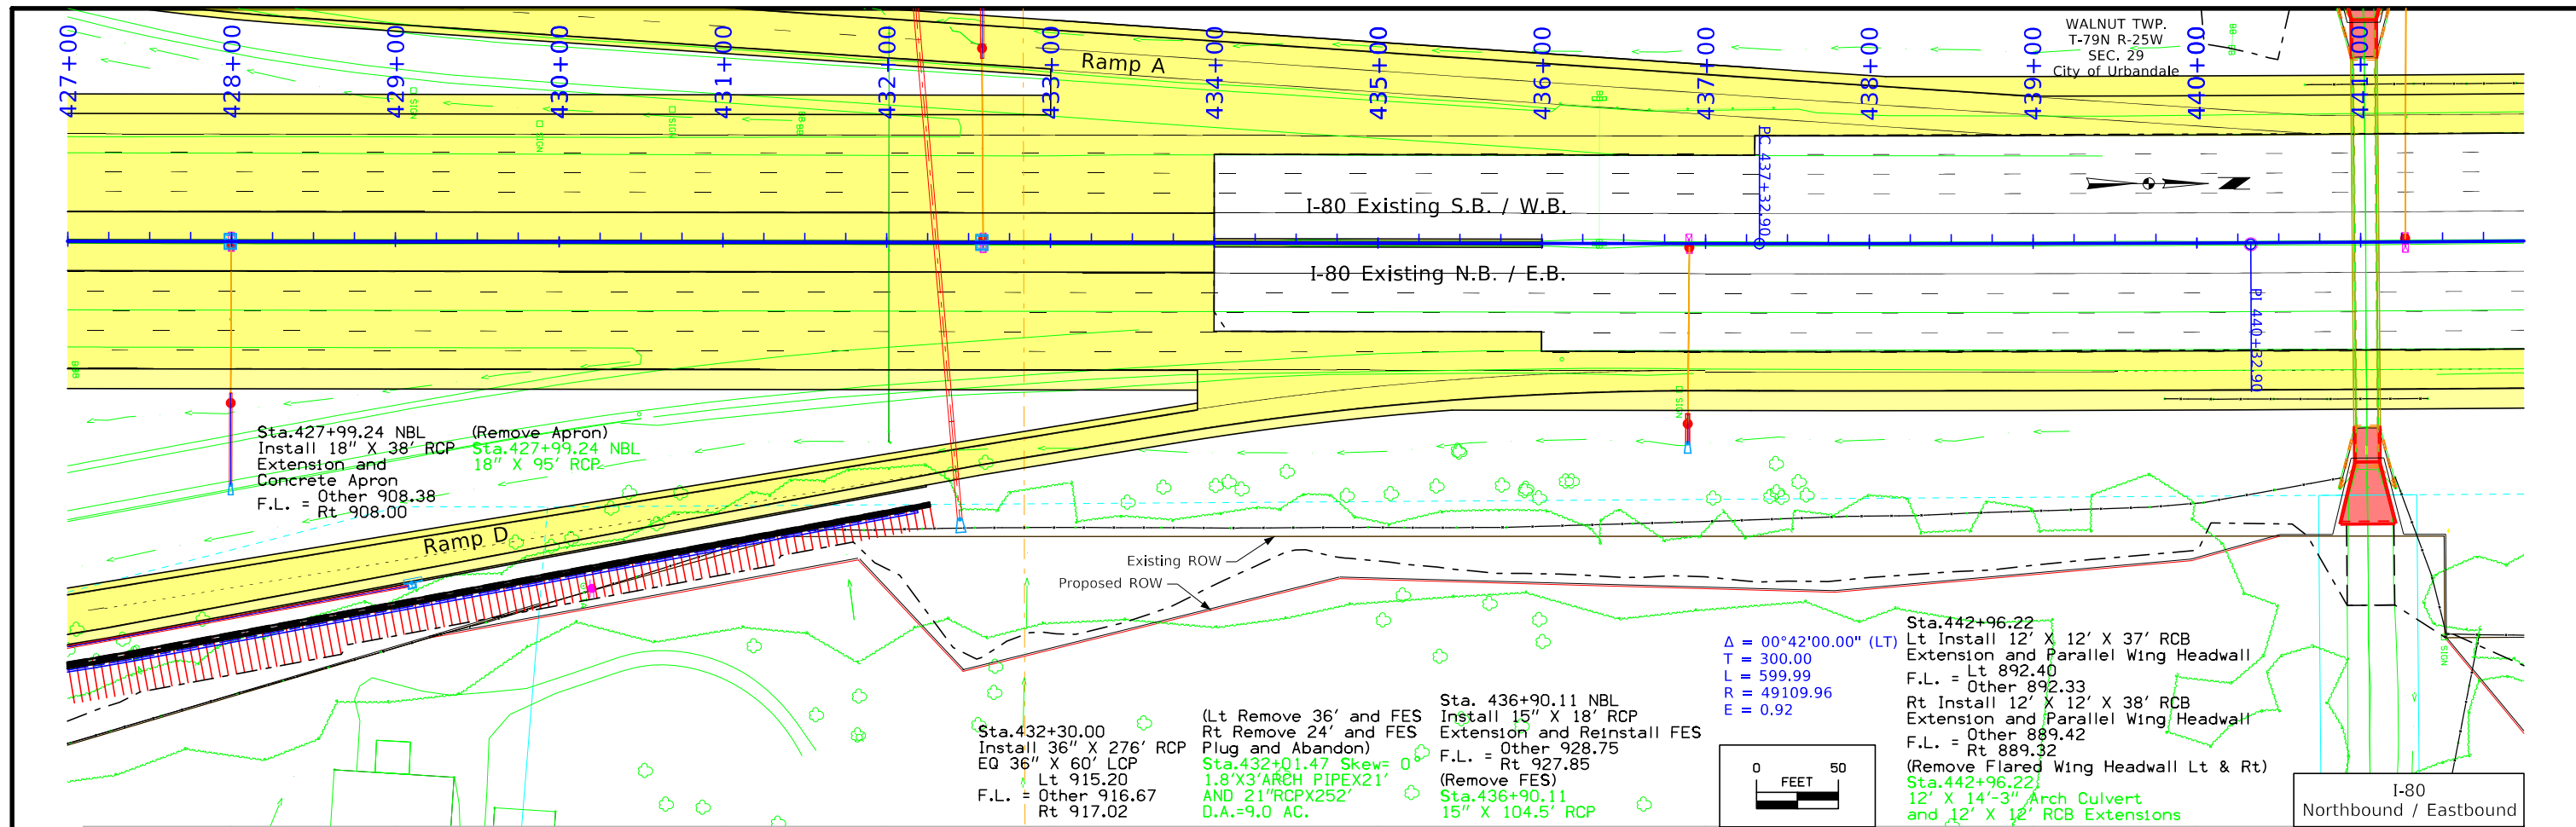 427+00
428+00
429+00
430+00
431+00
432+00
433+00
434+00
435+00
436+00
437+00
438+00
439+00
440+00
441+00
WALNUT TWP.
T-79N R-25W
SEC. 29
City of Urbandale
Ramp A
SIGN
SIGN
SIGN
PC 437+32.90
I-80 Existing S.B. / W.B.
I-80 Existing N.B. / E.B.
PI 440+32.90
SIGN
Sta.427+99.24 NBL
Install 18" X 38' RCP
Extension and
Concrete Apron
F.L. = Other 908.38
Rt 908.00
(Remove Apron)
Sta.427+99.24 NBL
18" X 95' RCP
Ramp D
Existing ROW
Proposed ROW
Sta.432+30.00
Install 36" X 276' RCP
EQ 36" X 60' LCP
Lt 915.20
F.L. = Other 916.67
Rt 917.02
(Lt Remove 36' and FES
Rt Remove 24' and FES
Plug and Abandon)
Sta.432+01.47 Skew= 0°
1.8'X3'ARCH PIPEX21'
AND 21"RCPX252'
D.A.=9.0 AC.
Sta. 436+90.11 NBL
Install 15" X 18' RCP
Extension and Reinstall FES
F.L. = Other 928.75
Rt 927.85
(Remove FES)
Sta.436+90.11
15" X 104.5' RCP
Δ = 00°42'00.00" (LT)
T = 300.00
L = 599.99
R = 49109.96
E = 0.92
Sta.442+96.22
Lt Install 12' X 12' X 37' RCB
Extension and Parallel Wing Headwall
F.L. = Lt 892.40
Other 892.33
Rt Install 12' X 12' X 38' RCB
Extension and Parallel Wing Headwall
F.L. = Other 889.42
Rt 889.32
(Remove Flared Wing Headwall Lt & Rt)
Sta.442+96.22
12' X 14'-3" Arch Culvert
and 12' X 12' RCB Extensions
SIGN
0 50
FEET
I-80
Northbound / Eastbound